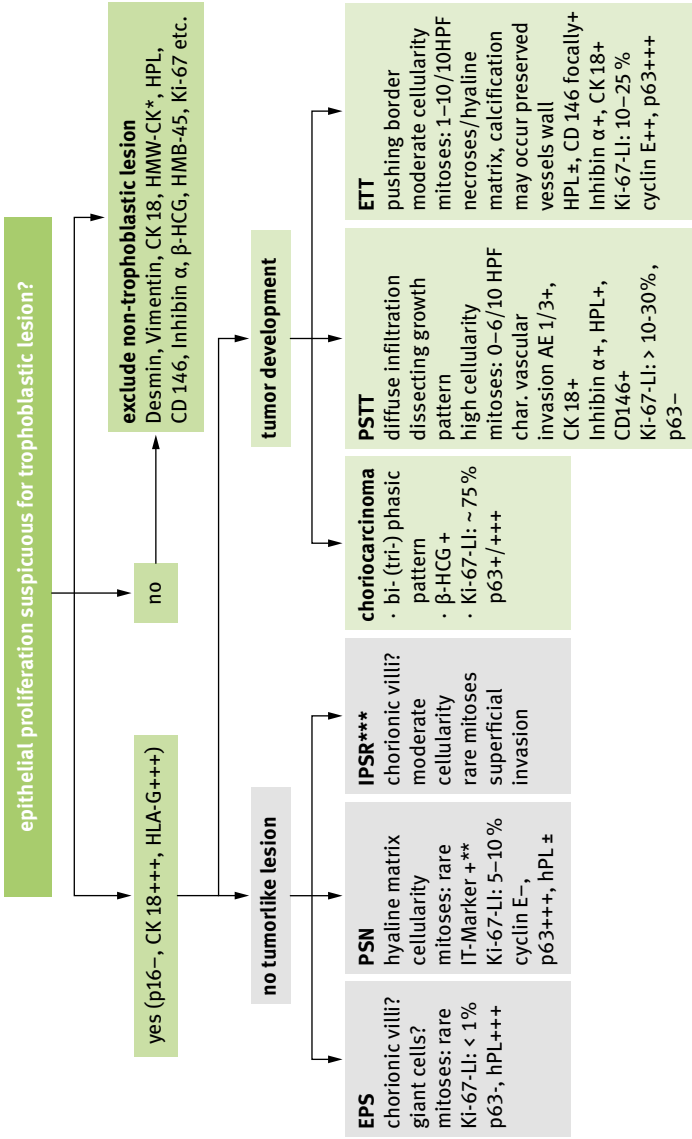 epithelial proliferation suspicuous for trophoblastic lesion?
yes (p16–, CK 18+++, HLA-G+++)
no
exclude non-trophoblastic lesion
Desmin, Vimentin, CK 18, HMW-CK*, HPL,
CD 146, Inhibin α, β-HCG, HMB-45, Ki-67 etc.
no tumorlike lesion
tumor development
EPS
chorionic villi?
giant cells?
mitoses: rare
Ki-67-LI: < 1 %
p63-, hPL+++
PSN
hyaline matrix
cellularity
mitoses: rare
IT-Marker +**
Ki-67-LI: 5–10 %
cyclin E–,
p63+++, hPL ±
IPSR***
chorionic villi?
moderate
cellularity
rare mitoses
superficial
invasion
choriocarcinoma
· bi- (tri-) phasic
pattern
· β-HCG +
· Ki-67-LI: ~ 75 %
p63+/+++
PSTT
diffuse infiltration
dissecting growth
pattern
high cellularity
mitoses: 0–6/10 HPF
char. vascular
invasion AE 1/3+,
CK 18+
Inhibin α+, HPL+,
CD146+
Ki-67-LI: > 10-30 %,
p63–
ETT
pushing border
moderate cellularity
mitoses: 1–10/10HPF
necroses/hyaline
matrix, calcification
may occur preserved
vessels wall
HPL±, CD 146 focally+
Inhibin α+, CK 18+
Ki-67-LI: 10–25 %
cyclin E++, p63+++